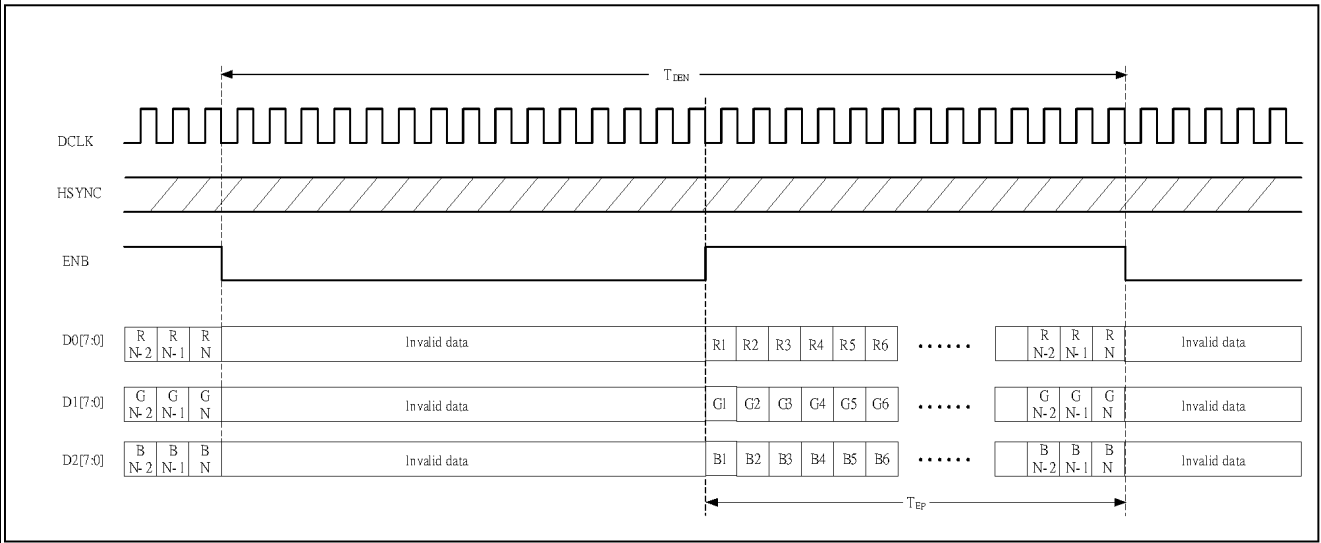 TDEN
DCLK
HSYNC
ENB
D0[7:0] R N-2 R N-1 R N Invalid data R1 R2 R3 R4 R5 R6 ...... R N-2 R N-1 R N Invalid data
D1[7:0] G N-2 G N-1 G N Invalid data G1 G2 G3 G4 G5 G6 ...... G N-2 G N-1 G N Invalid data
D2[7:0] B N-2 B N-1 B N Invalid data B1 B2 B3 B4 B5 B6 ...... B N-2 B N-1 B N Invalid data
TEP